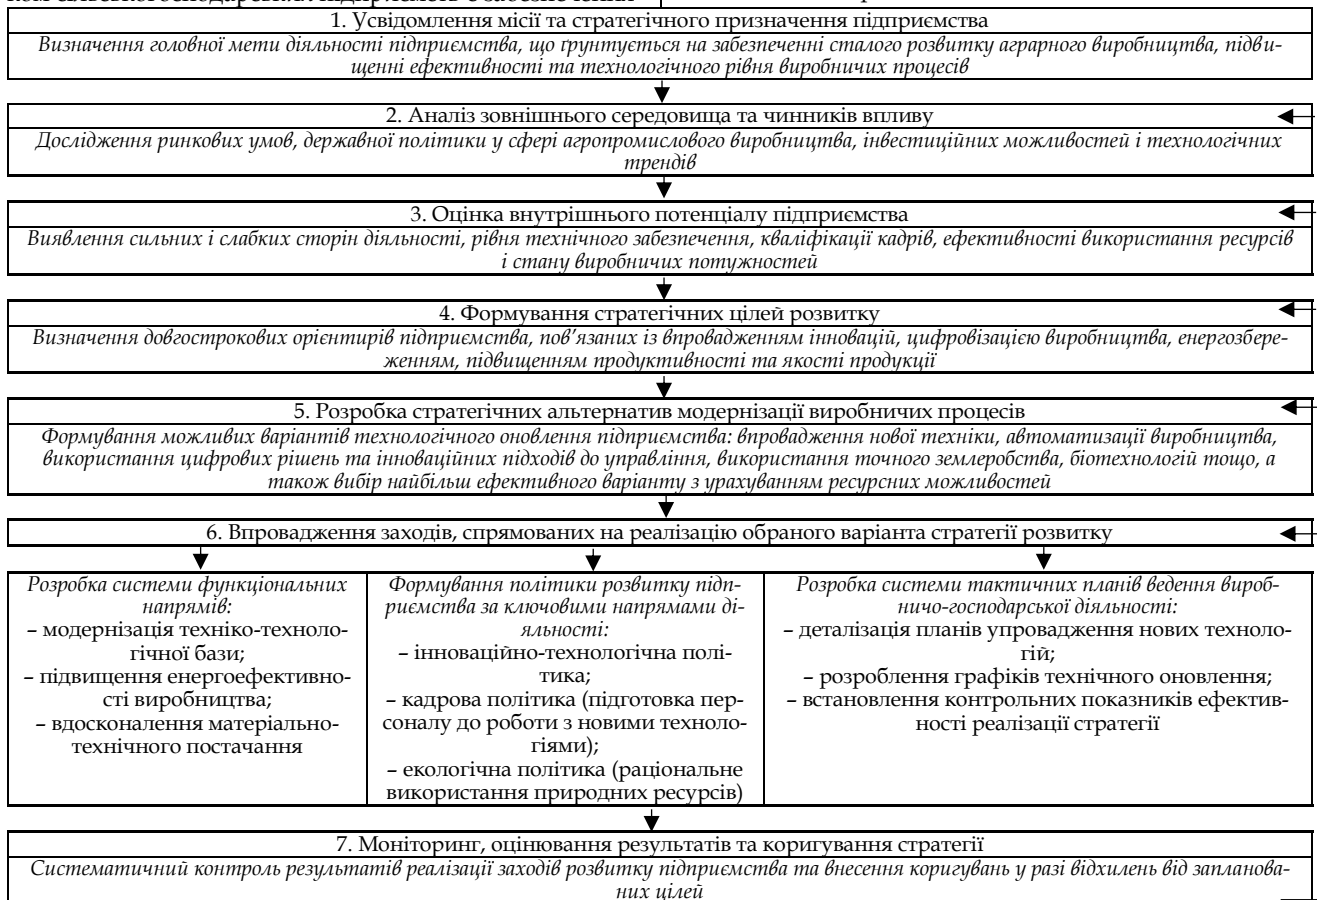 1. Усвідомлення місії та стратегічного призначення підприємства
Визначення головної мети діяльності підприємства, що ґрунтується на забезпеченні сталого розвитку аграрного виробництва, підви-
щенні ефективності та технологічного рівня виробничих процесів
2. Аналіз зовнішнього середовища та чинників впливу
Дослідження ринкових умов, державної політики у сфері агропромислового виробництва, інвестиційних можливостей і технологічних
трендів
3. Оцінка внутрішнього потенціалу підприємства
Виявлення сильних і слабких сторін діяльності, рівня технічного забезпечення, кваліфікації кадрів, ефективності використання ресурсів
і стану виробничих потужностей
4. Формування стратегічних цілей розвитку
Визначення довгострокових орієнтирів підприємства, пов’язаних із впровадженням інновацій, цифровізацією виробництва, енергозбере-
женням, підвищенням продуктивності та якості продукції
5. Розробка стратегічних альтернатив модернізації виробничих процесів
Формування можливих варіантів технологічного оновлення підприємства: впровадження нової техніки, автоматизації виробництва,
використання цифрових рішень та інноваційних підходів до управління, використання точного землеробства, біотехнологій тощо, а
також вибір найбільш ефективного варіанту з урахуванням ресурсних можливостей
6. Впровадження заходів, спрямованих на реалізацію обраного варіанта стратегії розвитку
Розробка системи функціональних
напрямів:
– модернізація техніко-техноло-
гічної бази;
– підвищення енергоефективно-
сті виробництва;
– вдосконалення матеріально-
технічного постачання
Формування політики розвитку підп-
риємства за ключовими напрямами ді-
яльності:
– інноваційно-технологічна полі-
тика;
– кадрова політика (підготовка пер-
соналу до роботи з новими техноло-
гіями);
– екологічна політика (раціональне
використання природних ресурсів)
Розробка системи тактичних планів ведення вироб-
ничо-господарської діяльності:
– деталізація планів упровадження нових техноло-
гій;
– розроблення графіків технічного оновлення;
– встановлення контрольних показників ефектив-
ності реалізації стратегії
7. Моніторинг, оцінювання результатів та коригування стратегії
Систематичний контроль результатів реалізації заходів розвитку підприємства та внесення коригувань у разі відхилень від запланова-
них цілей